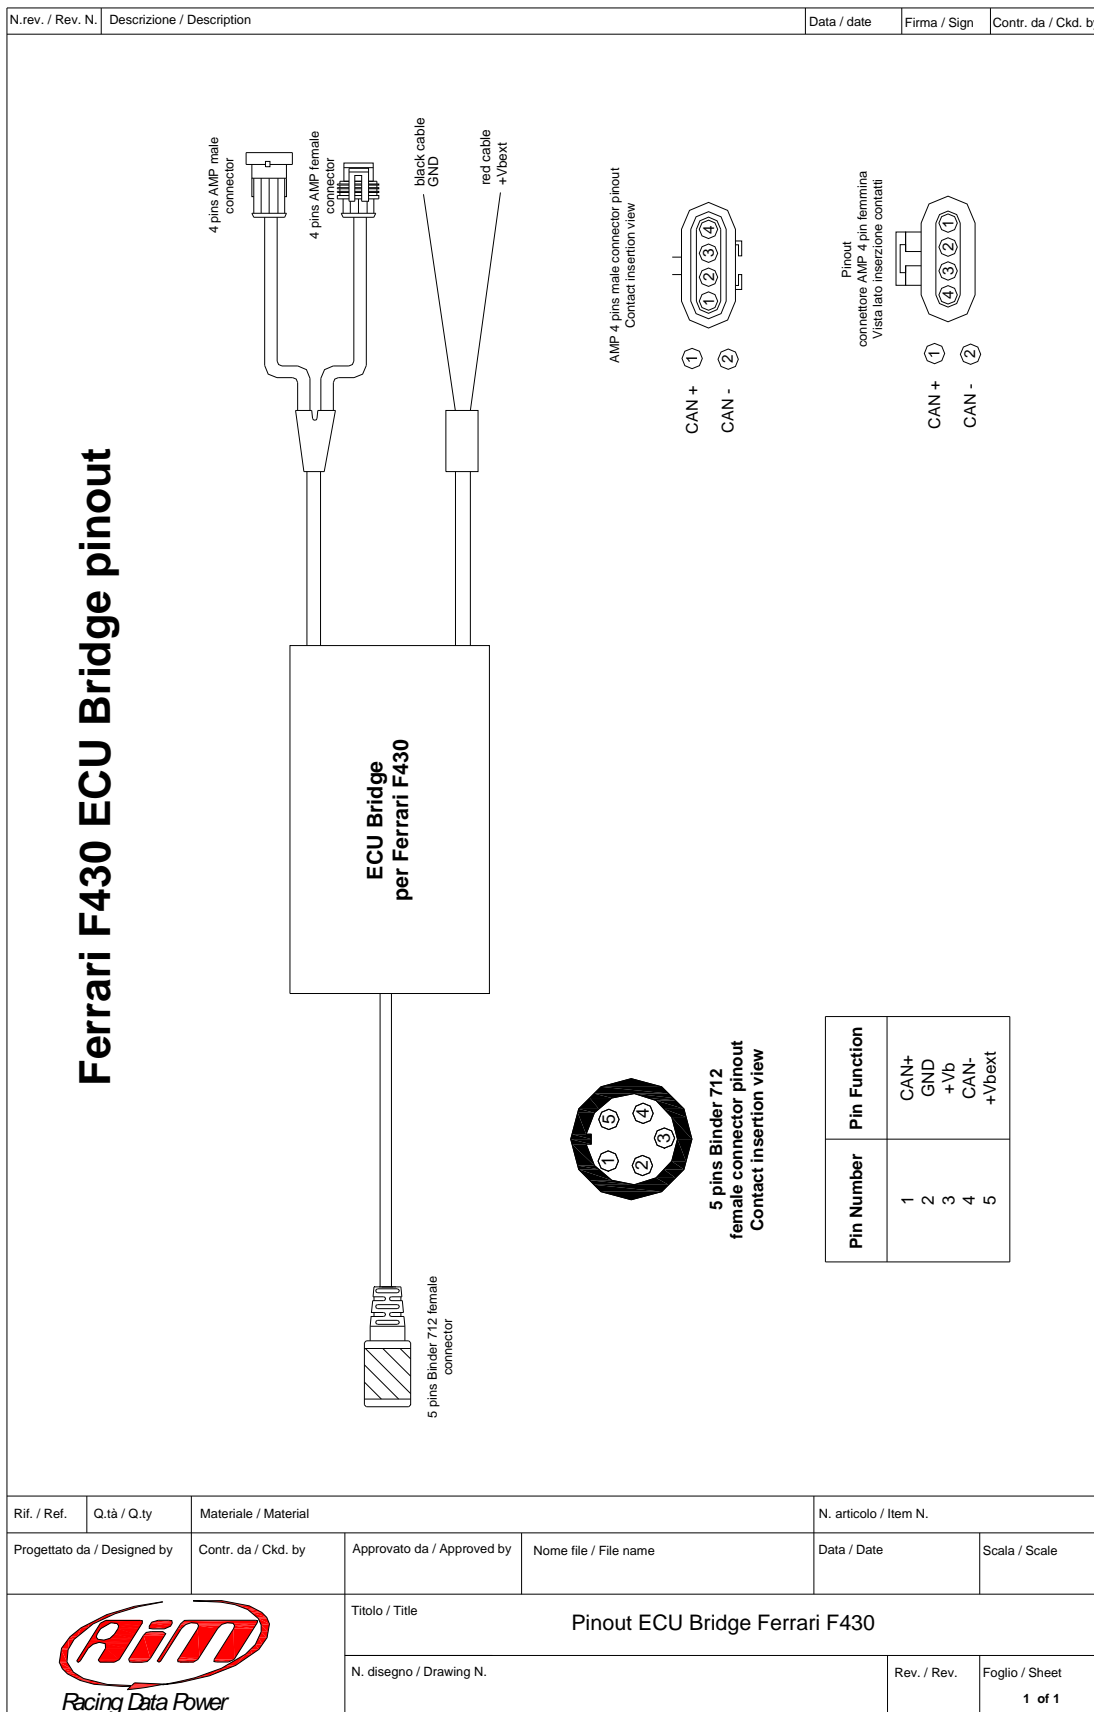 N.rev. / Rev. N.
Descrizione / Description
Data / date
Firma / Sign
Contr. da / Ckd. by
Ferrari F430 ECU Bridge pinout
4 pins AMP male
connector
4 pins AMP female
connector
black cable
GND
red cable
+Vbext
ECU Bridge
per Ferrari F430
5 pins Binder 712 female
connector
AMP 4 pins male connector pinout
Contact insertion view
1 2 3 4
CAN + 1
CAN - 2
Pinout
connettore AMP 4 pin femmina
Vista lato inserzione contatti
4 3 2 1
CAN + 1
CAN - 2
1 5
2 4
3
5 pins Binder 712
female connector pinout
Contact insertion view
Pin Number Pin Function
1 CAN+
2 GND
3 +Vb
4 CAN-
5 +Vbext
Rif. / Ref.
Q.tà / Q.ty
Materiale / Material
N. articolo / Item N.
Progettato da / Designed by
Contr. da / Ckd. by
Approvato da / Approved by
Nome file / File name
Data / Date
Scala / Scale
AiM
Racing Data Power
Titolo / Title
Pinout ECU Bridge Ferrari F430
N. disegno / Drawing N.
Rev. / Rev.
Foglio / Sheet
1 of 1